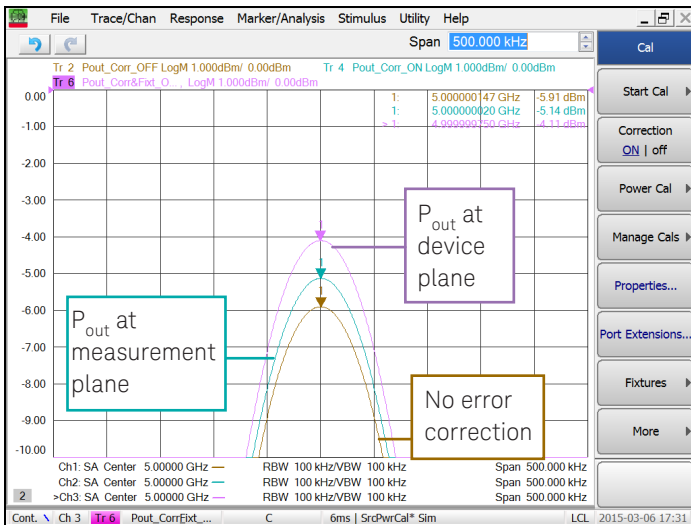 File Trace/Chan Response Marker/Analysis Stimulus Utility Help
Span 500.000 kHz
Tr 2 Pout_Corr_OFF LogM 1.000dBm/ 0.00dBm Tr 4 Pout_Corr_ON LogM 1.000dBm/ 0.00dBm
Tr 6 Pout_Corr&Fixt_O..., LogM 1.000dBm/ 0.00dBm
0.00
-1.00
-2.00
-3.00
-4.00
-5.00
-6.00
-7.00
-8.00
-9.00
-10.00
1: 5.000000147 GHz -5.91 dBm
1: 5.000000020 GHz -5.14 dBm
> 1 4.999999750 GHz -4.11 dBm
Pout at
device
plane
Pout at
measurement
plane
No error
correction
Ch1: SA Center 5.00000 GHz RBW 100 kHz/VBW 100 kHz Span 500.000 kHz
Ch2: SA Center 5.00000 GHz RBW 100 kHz/VBW 100 kHz Span 500.000 kHz
2 >Ch3: SA Center 5.00000 GHz RBW 100 kHz/VBW 100 kHz Span 500.000 kHz
Cont. Ch 3 Tr 6 Pout_CorrFixt_... C 6ms | SrcPwrCal* Sim LCL 2015-03-06 17:31
Cal
Start Cal
Correction
ON | off
Power Cal
Manage Cals
Properties...
Port Extensions...
Fixtures
More